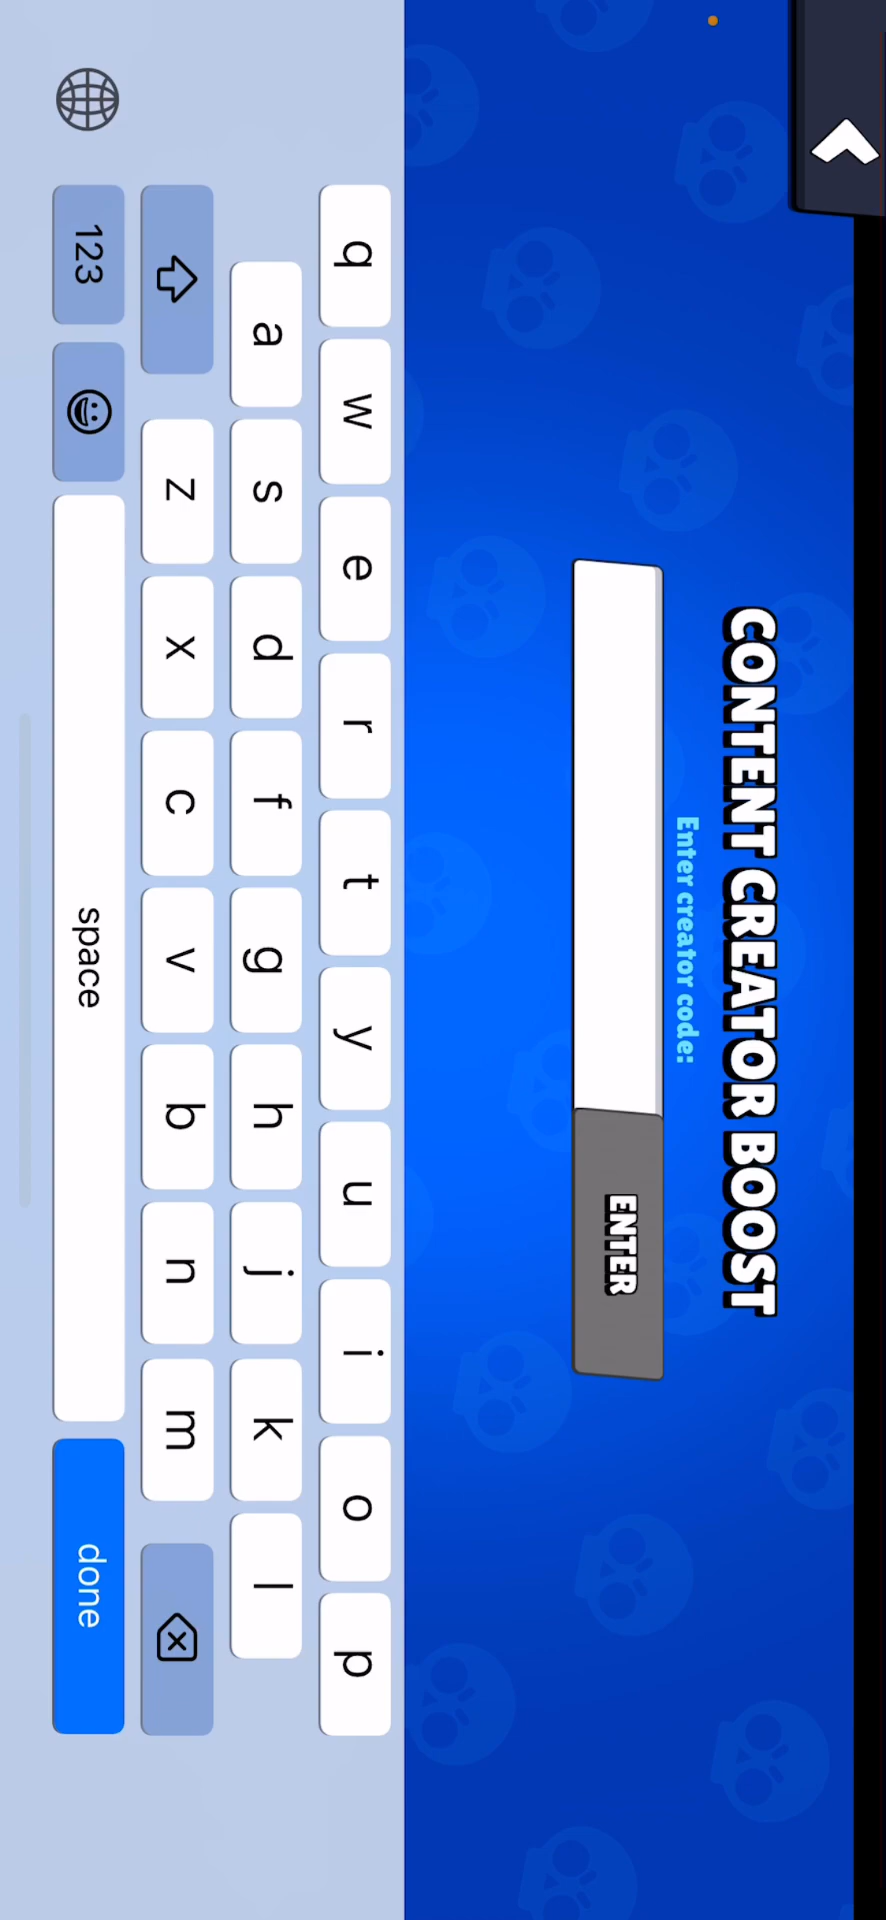 CONTENT CREATOR BOOST
Enter creator code:
ENTER
q w e r t y u i o p
a s d f g h j k l
z x c v b n m
123 space done